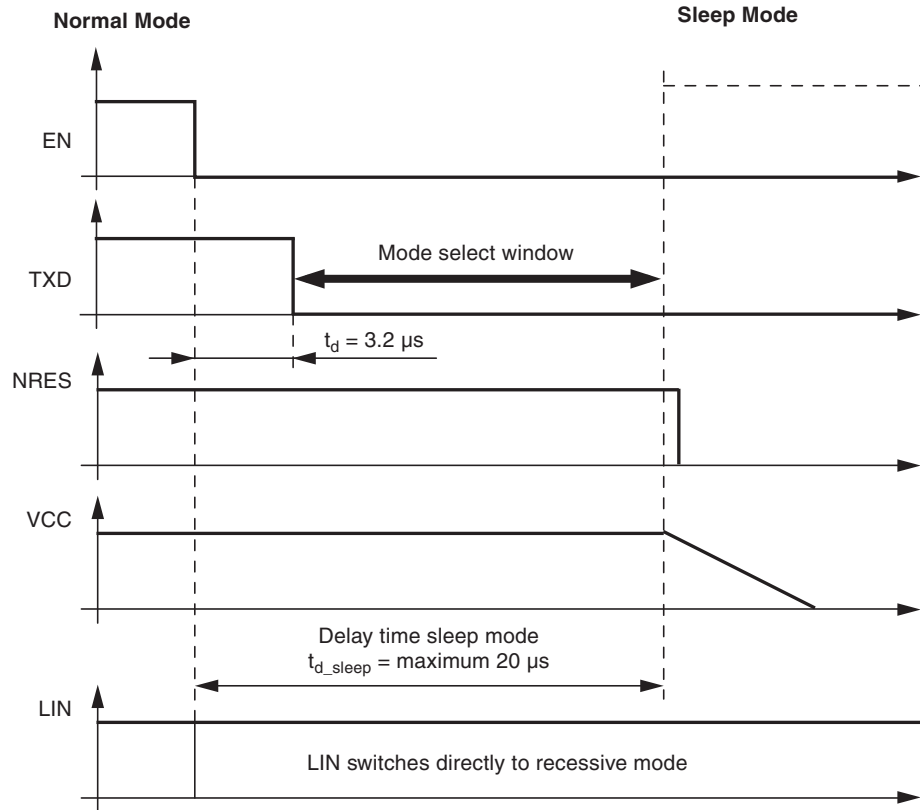 Normal Mode
Sleep Mode
EN
TXD
Mode select window
t_d = 3.2 µs
NRES
VCC
Delay time sleep mode
t_d_sleep = maximum 20 µs
LIN
LIN switches directly to recessive mode